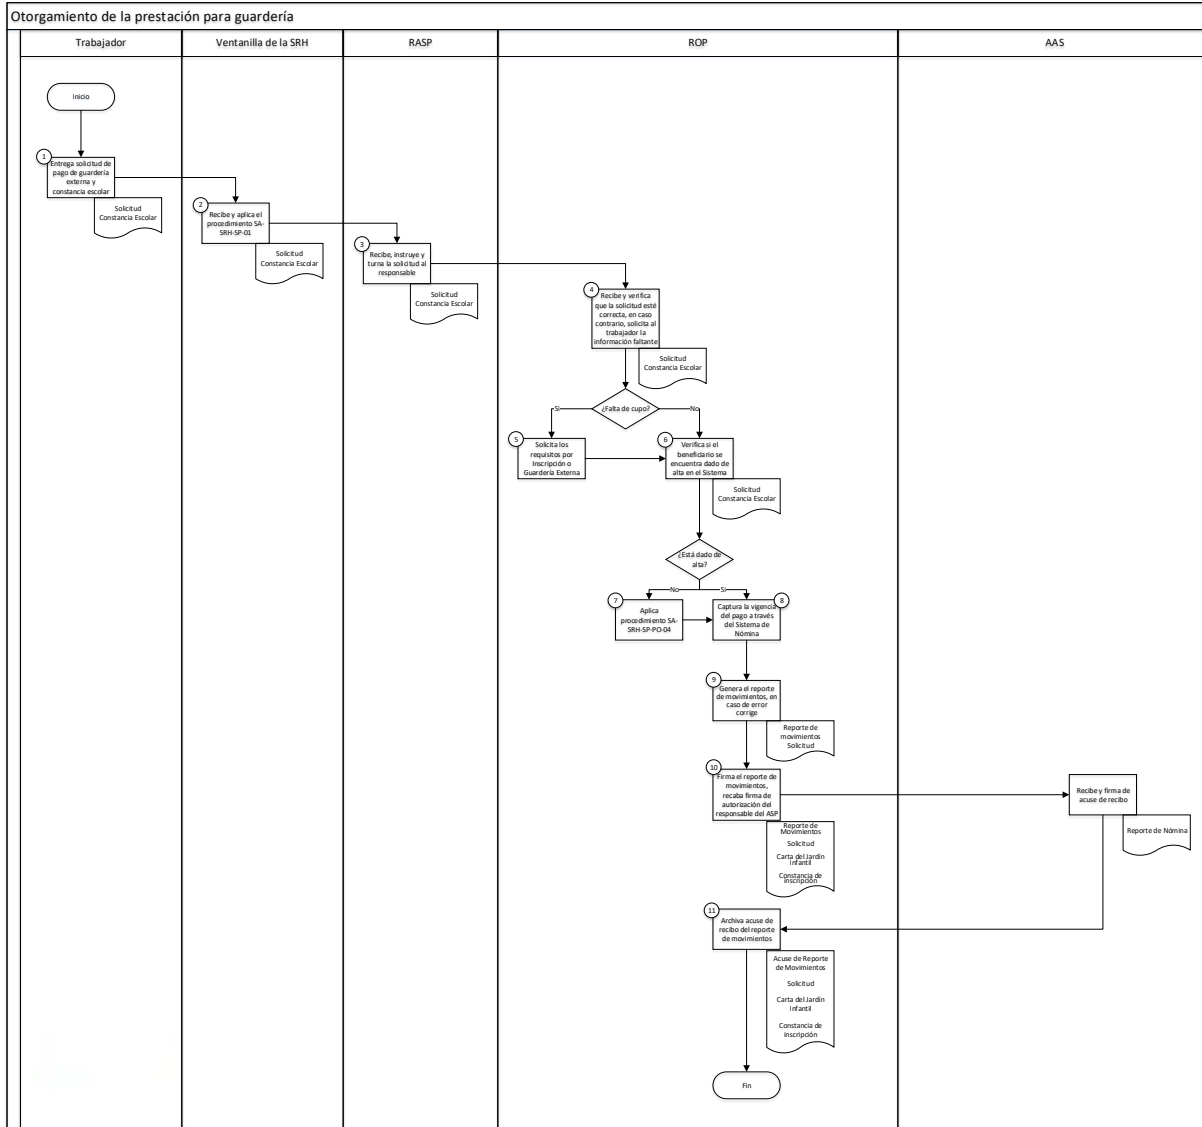 Otorgamiento de la prestación para guardería
Trabajador
Ventanilla de la SRH
RASP
ROP
AAS
Inicio
1
Entrega solicitud de
pago de guardería
externa y
constancia escolar
Solicitud
Constancia Escolar
2
Recibe y aplica el
procedimiento SA-
SRH-SP-01
Solicitud
Constancia Escolar
3
Recibe, instruye y
turna la solicitud al
responsable
Solicitud
Constancia Escolar
4
Recibe y verifica
que la solicitud esté
correcta, en caso
contrario, solicita al
trabajador la
información faltante
Solicitud
Constancia Escolar
¿Falta de cupo?
Si
No
5
Solicita los
requisitos por
Inscripción o
Guardería Externa
6
Verifica si el
beneficiario se
encuentra dado de
alta en el Sistema
Solicitud
Constancia Escolar
¿Está dado de
alta?
No
Si
7
Aplica
procedimiento SA-
SRH-SP-PO-04
8
Captura la vigencia
del pago a través
del Sistema de
Nómina
9
Genera el reporte
de movimientos, en
caso de error
corrige
Reporte de
movimientos
Solicitud
10
Firma el reporte de
movimientos,
recaba firma de
autorización del
responsable del ASP
Reporte de
Movimientos
Solicitud
Carta del Jardín
Infantil
Constancia de
inscripción
Recibe y firma de
acuse de recibo
Reporte de Nómina
11
Archiva acuse de
recibo del reporte
de movimientos
Acuse de Reporte
de Movimientos
Solicitud
Carta del Jardín
Infantil
Constancia de
inscripción
Fin